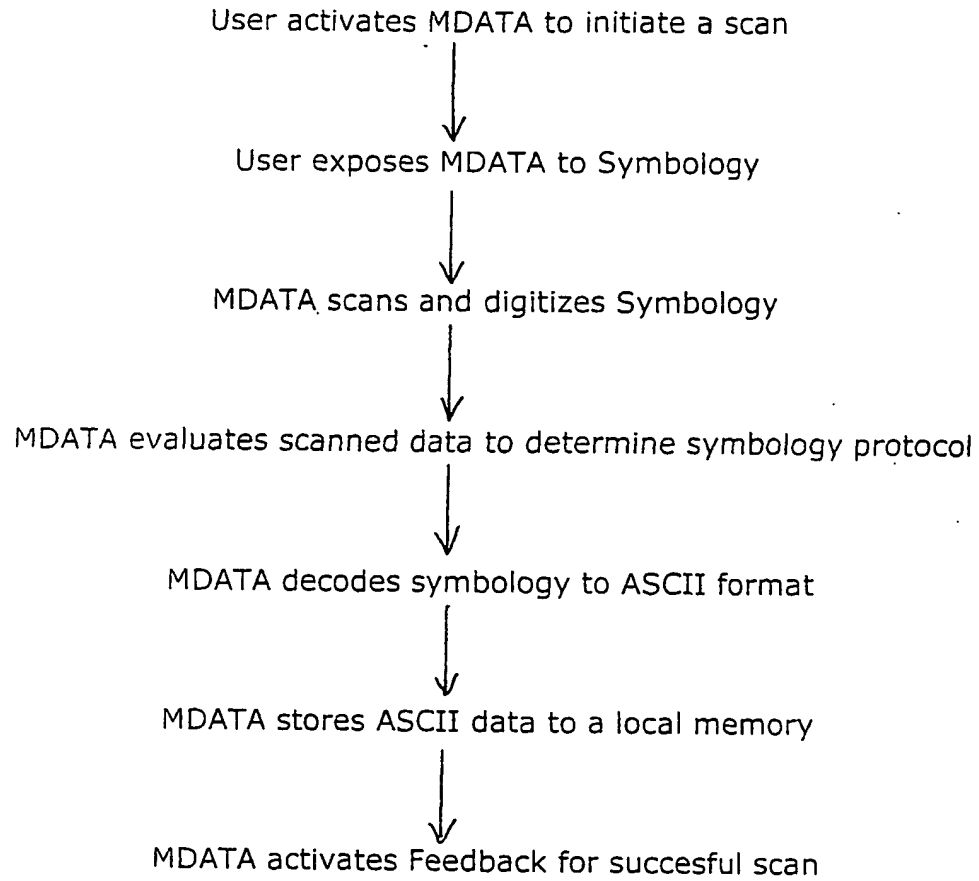 User activates MDATA to initiate a scan
User exposes MDATA to Symbology
MDATA scans and digitizes Symbology
MDATA evaluates scanned data to determine symbology protocol
MDATA decodes symbology to ASCII format
MDATA stores ASCII data to a local memory
MDATA activates Feedback for succesful scan